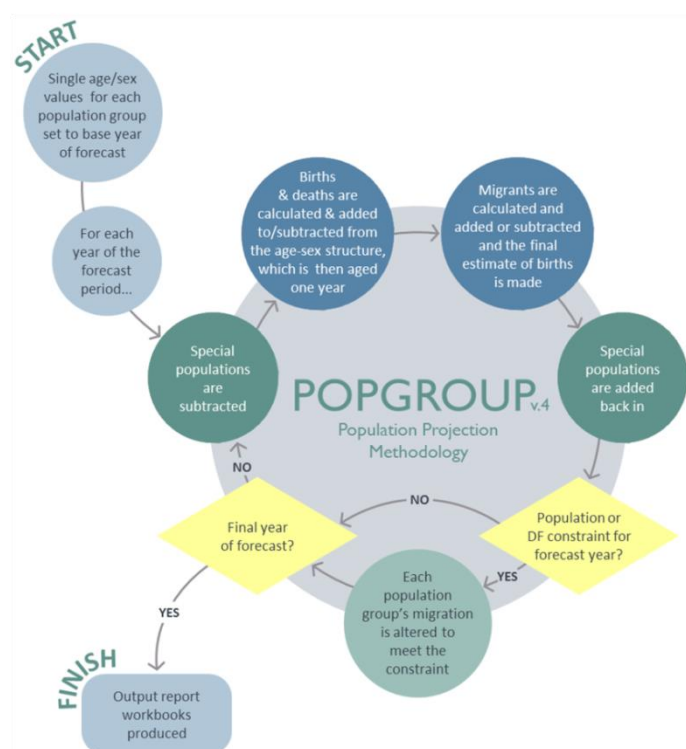 START
Single age/sex
values for each
population group
set to base year
of forecast
For each
year of the
forecast
period...
Special
populations
are
subtracted
Births
& deaths are
calculated & added
to/subtracted from
the age-sex structure,
which is then aged
one year
Migrants are
calculated and
added or subtracted
and the final
estimate of births
is made
Special
populations
are added
back in
POPGROUP v.4
Population Projection
Methodology
Population or
DF constraint for
forecast year?
NO
YES
Each
population
group's migration
is altered to
meet the
constraint
Final year
of forecast?
NO
YES
FINISH
Output report
workbooks
produced